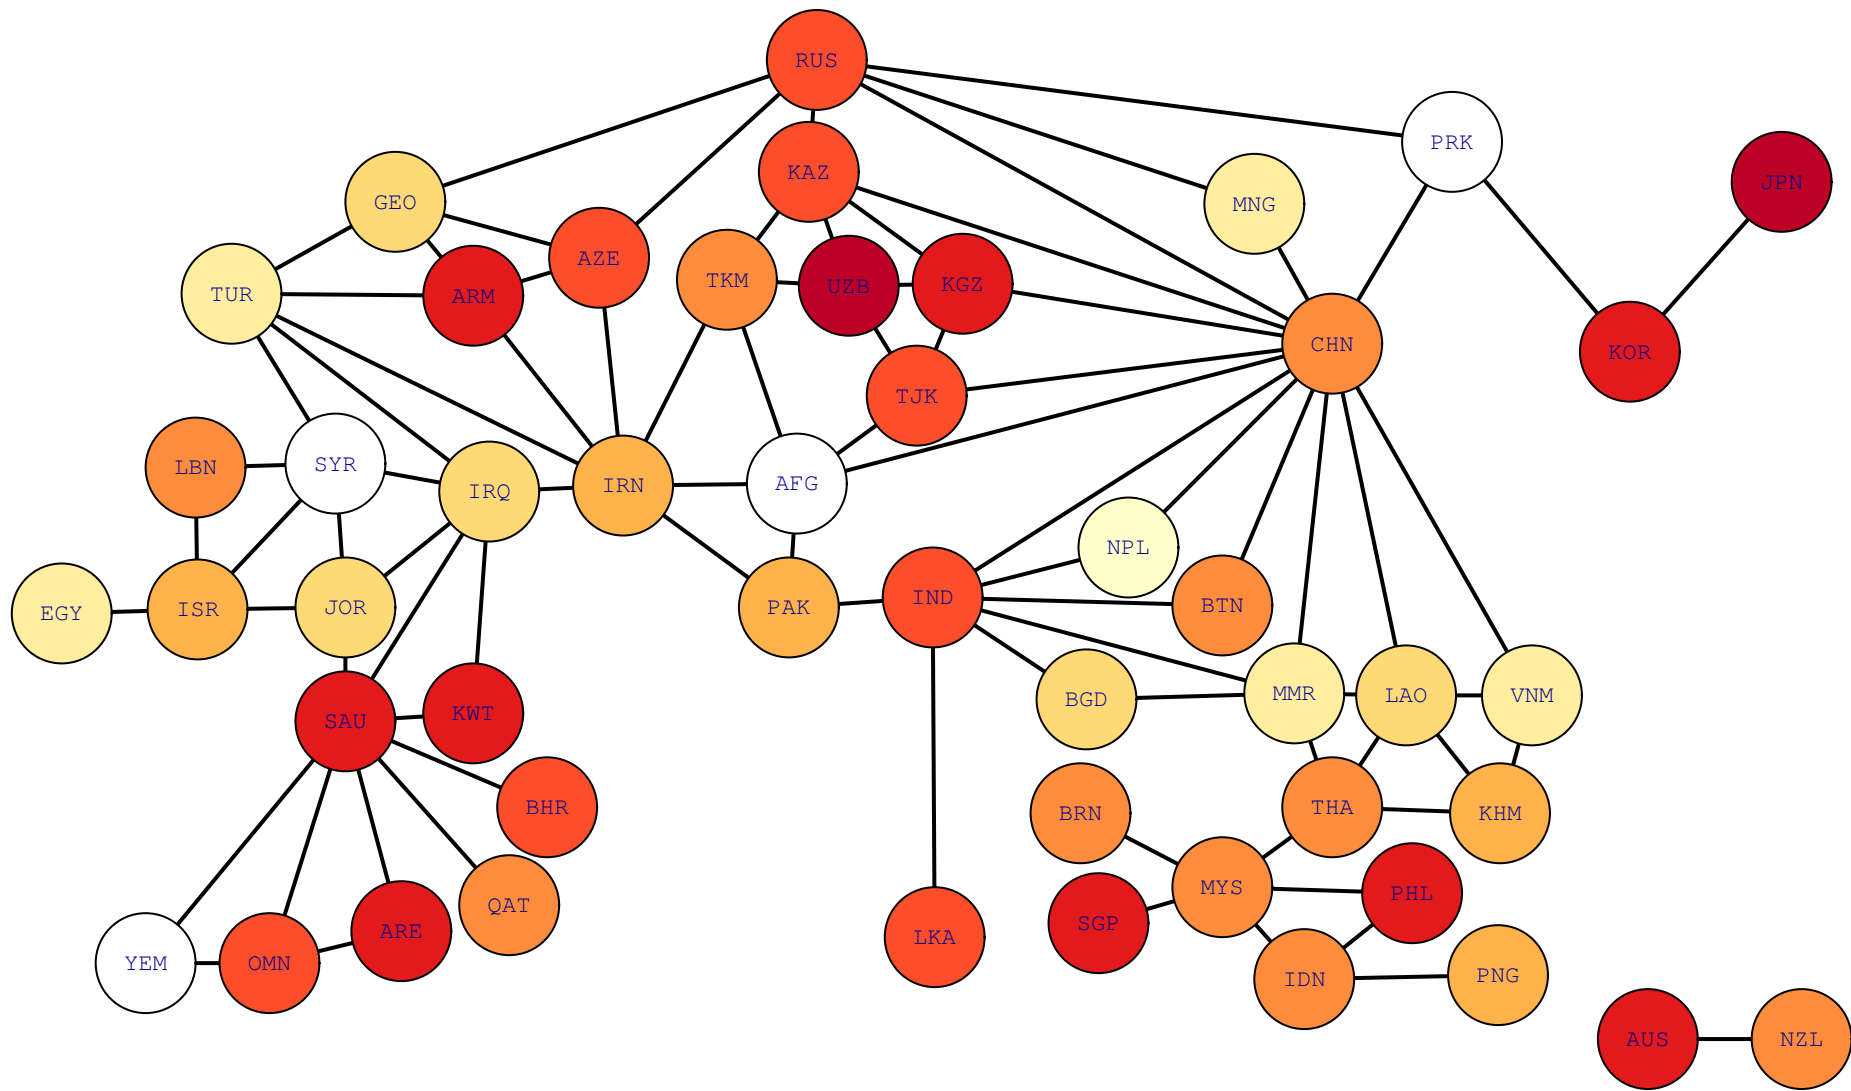 RUS
PRK
KAZ
JPN
GEO
MNG
AZE
TKM
UZB
KGZ
TUR
ARM
CHN
KOR
TJK
LBN
SYR
IRQ
IRN
AFG
NPL
EGY
ISR
JOR
PAK
IND
BTN
SAU
KWT
BGD
MMR
LAO
VNM
BHR
BRN
THA
KHM
QAT
MYS
PHL
YEM
OMN
ARE
LKA
SGP
IDN
PNG
AUS
NZL